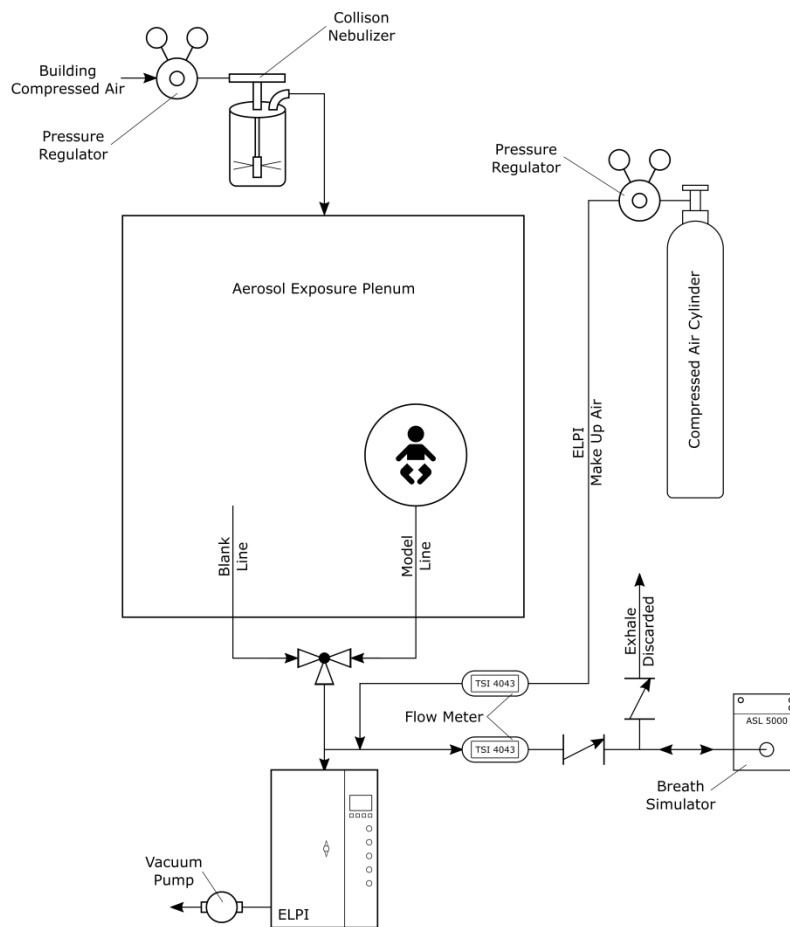 Collison
Nebulizer
Building
Compressed Air
Pressure
Regulator
Pressure
Regulator
Aerosol Exposure Plenum
Compressed Air Cylinder
ELPI
Make Up Air
Blank
Line
Model
Line
Exhale
Discarded
TSI 4043
Flow Meter
TSI 4043
ASL 5000
Breath
Simulator
Vacuum
Pump
ELPI